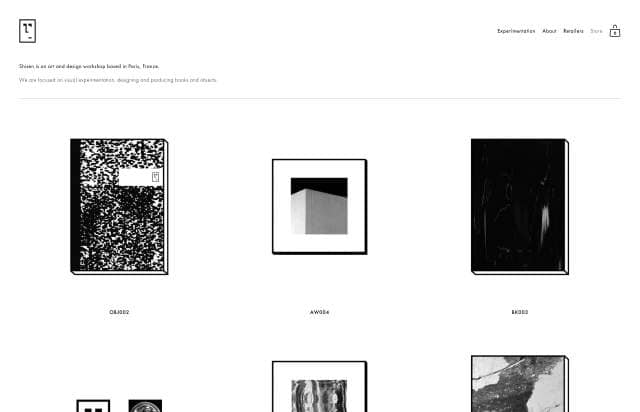 Experimentation About Retailers Store 0
Shisen is an art and design workshop based in Paris, France.
We are focused on visual experimentation, designing and producing books and objects.
OBJ002 AW004 BK003